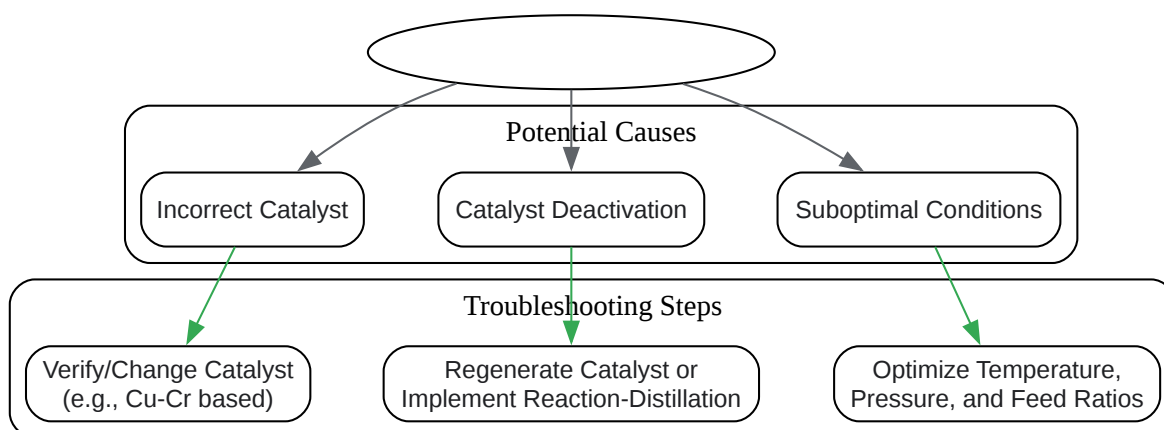 Potential Causes
Incorrect Catalyst
Catalyst Deactivation
Suboptimal Conditions
Troubleshooting Steps
Verify/Change Catalyst
(e.g., Cu-Cr based)
Regenerate Catalyst or
Implement Reaction-Distillation
Optimize Temperature,
Pressure, and Feed Ratios